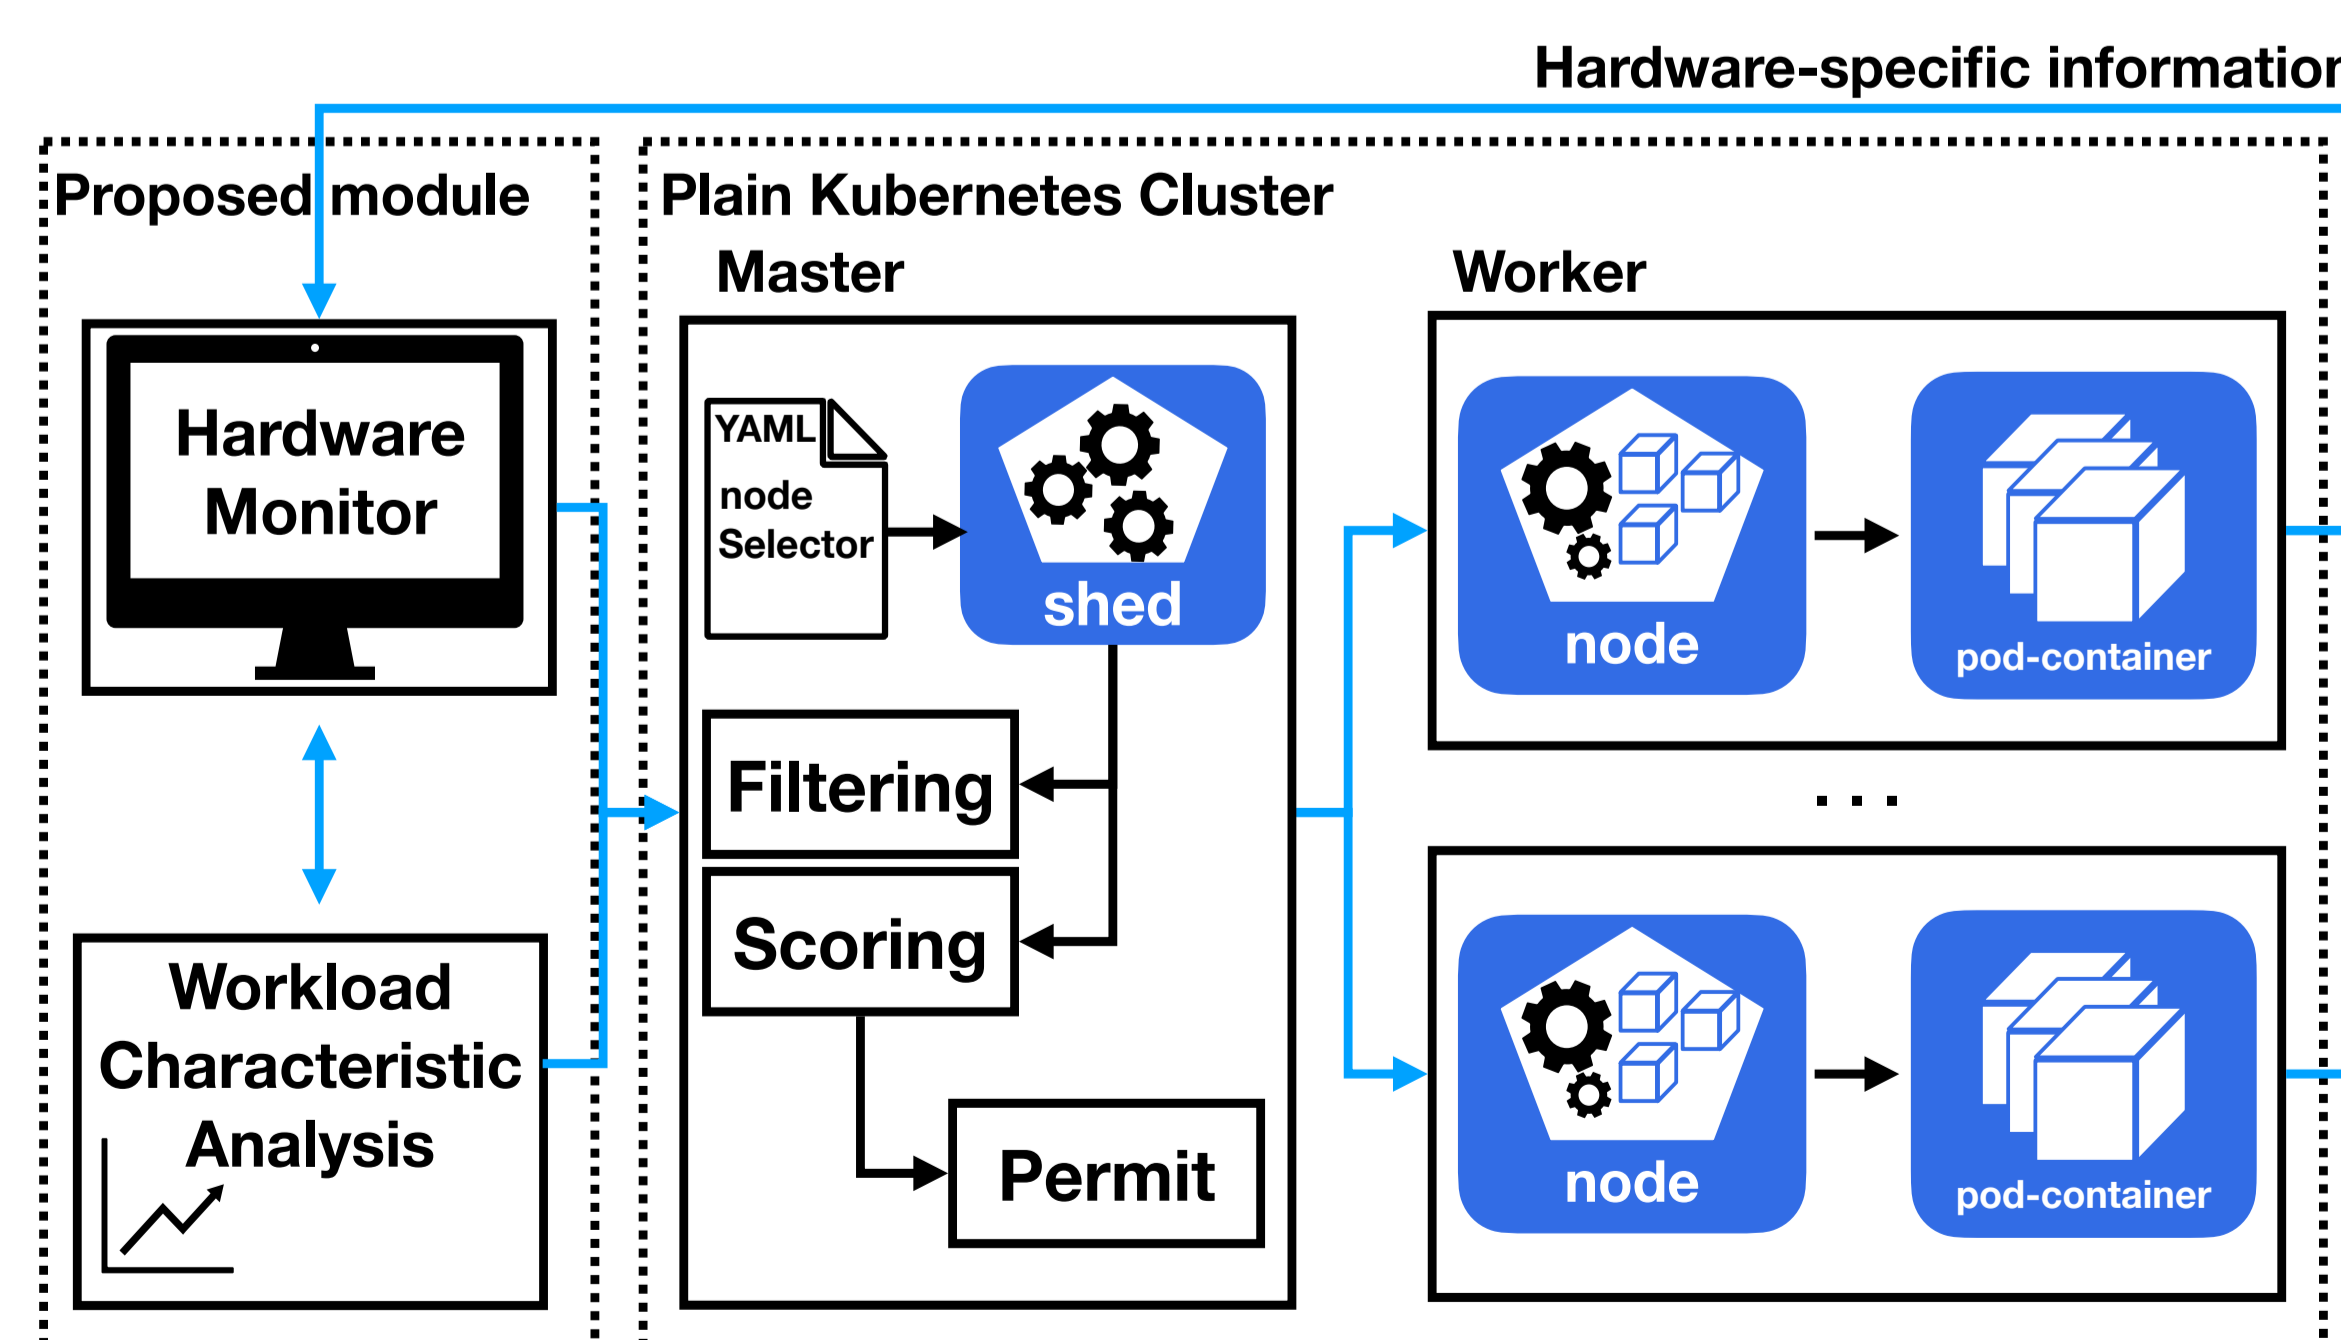 Hardware-specific information
Proposed module
Plain Kubernetes Cluster
Master
Worker
Hardware
Monitor
YAML
node
Selector
shed
Filtering
Scoring
Permit
node
pod-container
...
node
pod-container
Workload
Characteristic
Analysis